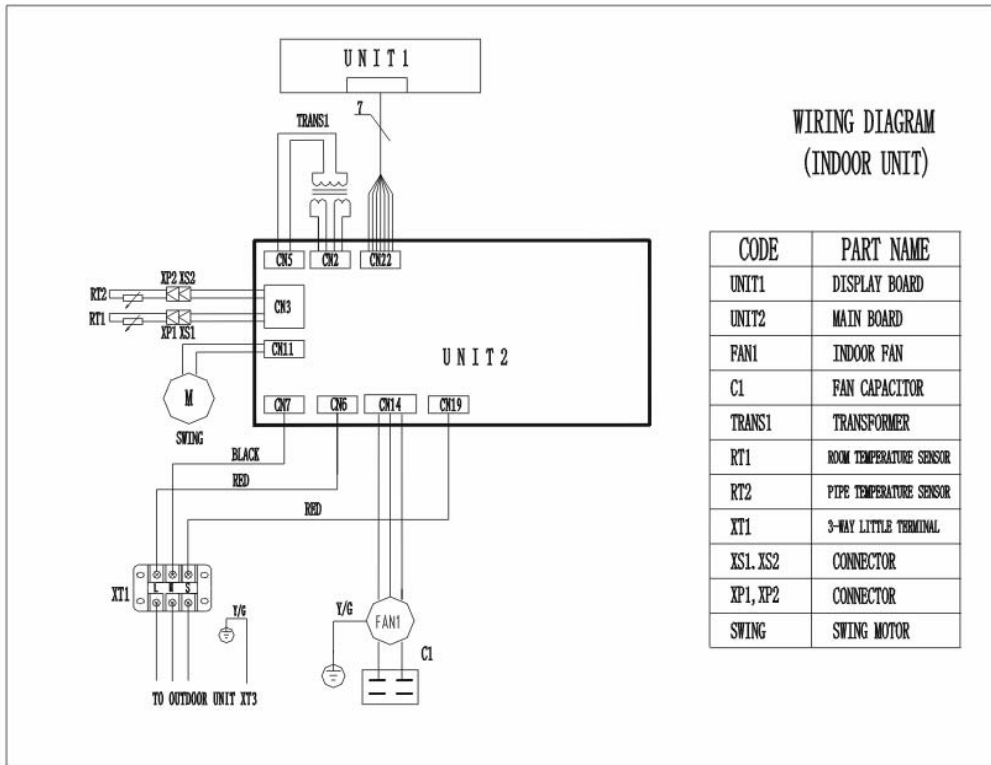 UNIT1
7
TRANS1
WIRING DIAGRAM
(INDOOR UNIT)
CN5 CN2 CN22
XP2 XS2
RT2
RT1
XP1 XS1
CN3
CN11
UNIT2
M
SWING
CN7 CN6 CN14 CN19
BLACK
RED
RED
XT1
L N S
Y/G
Y/G
FAN1
C1
TO OUTDOOR UNIT XT3
CODE PART NAME
UNIT1 DISPLAY BOARD
UNIT2 MAIN BOARD
FAN1 INDOOR FAN
C1 FAN CAPACITOR
TRANS1 TRANSFORMER
RT1 ROOM TEMPERATURE SENSOR
RT2 PIPE TEMPERATURE SENSOR
XT1 3-WAY LITTLE TERMINAL
XS1.XS2 CONNECTOR
XP1,XP2 CONNECTOR
SWING SWING MOTOR